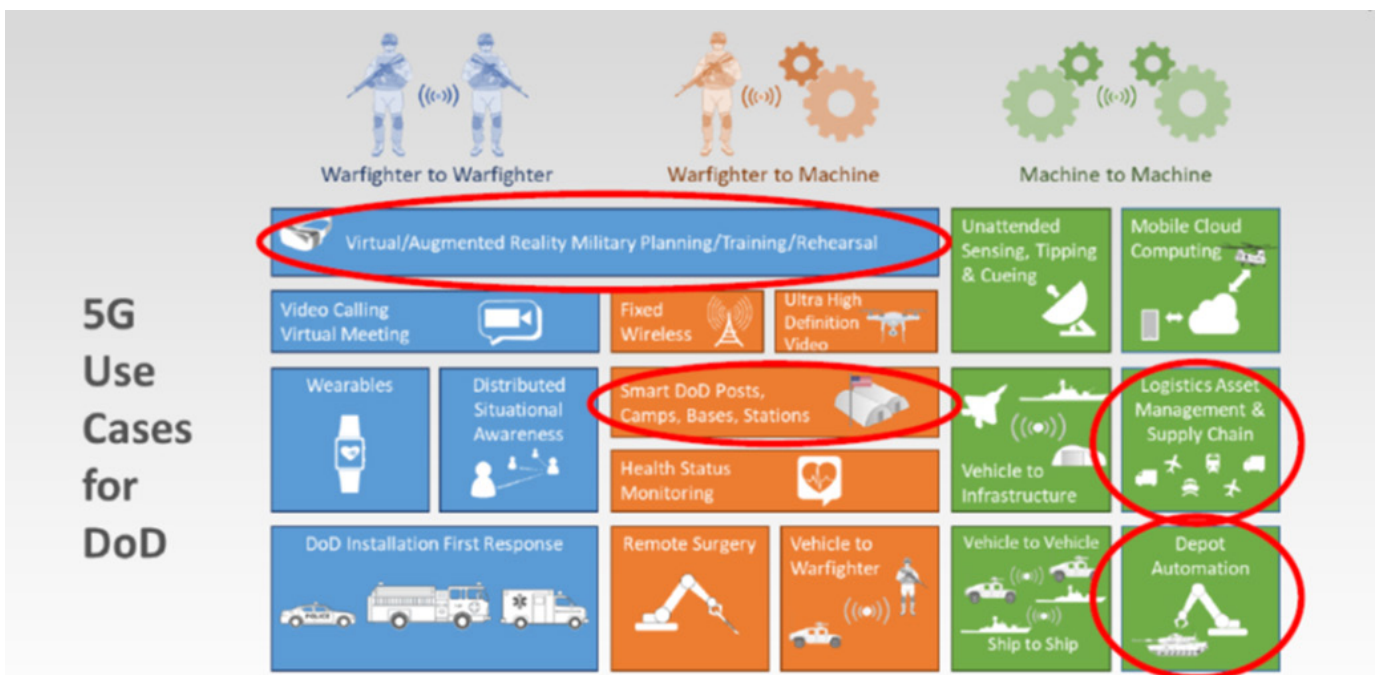 5G
Use
Cases
for
DoD
Warfighter to Warfighter
Warfighter to Machine
Machine to Machine
Virtual/Augmented Reality Military Planning/Training/Rehearsal
Unattended
Sensing, Tipping
& Cueing
Mobile Cloud
Computing
Video Calling
Virtual Meeting
Fixed
Wireless
Ultra High
Definition
Video
Wearables
Distributed
Situational
Awareness
Smart DoD Posts,
Camps, Bases, Stations
Health Status
Monitoring
Vehicle to
Infrastructure
Logistics Asset
Management &
Supply Chain
DoD Installation First Response
POLICE
Remote Surgery
Vehicle to
Warfighter
Vehicle to Vehicle
Ship to Ship
Depot
Automation